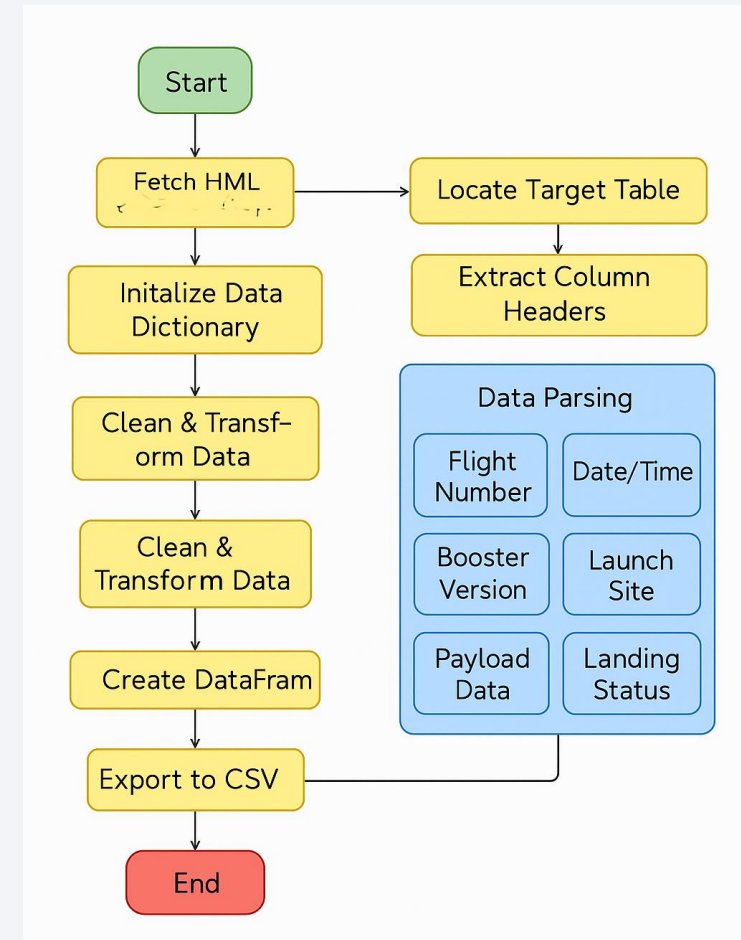 Start
Fetch HML
Locate Target Table
Extract Column
Headers
Initalize Data
Dictionary
Clean & Transf-
orm Data
Clean &
Transform Data
Create DataFram
Export to CSV
End
Data Parsing
Flight
Number
Date/Time
Booster
Version
Launch
Site
Payload
Data
Landing
Status